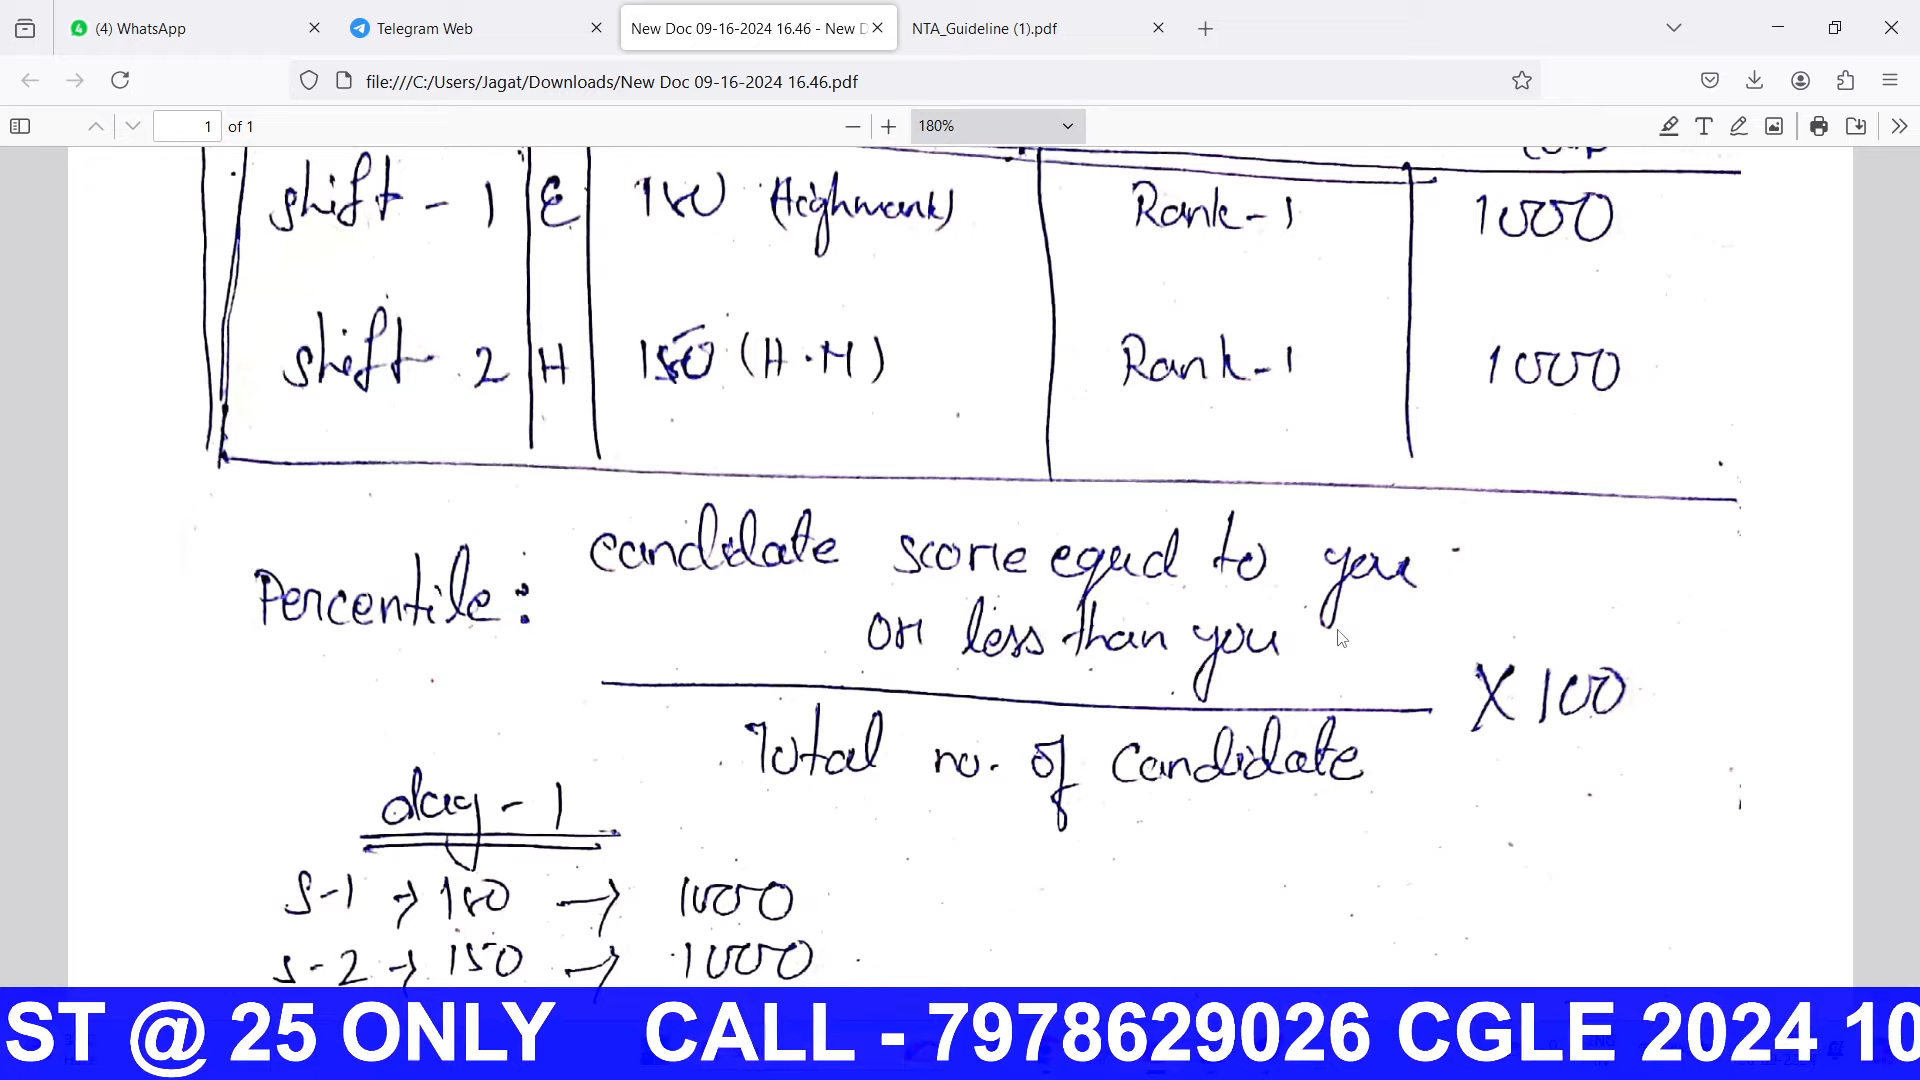 (4) WhatsApp
Telegram Web
New Doc 09-16-2024 16.46 - New D
NTA_Guideline (1).pdf
file:///C:/Users/Jagat/Downloads/New Doc 09-16-2024 16.46.pdf
1 of 1
180%
shift - 1 E 180 (Highmark) Rank-1 1000
shift - 2 H 150 (H.M) Rank-1 1000
Percentile: candidate score equal to you
or less than you
X 100
Total no. of candidate
day - 1
S-1 → 180 → 1000
S-2 → 150 → 1000
ST @ 25 ONLY CALL - 7978629026 CGLE 2024 10